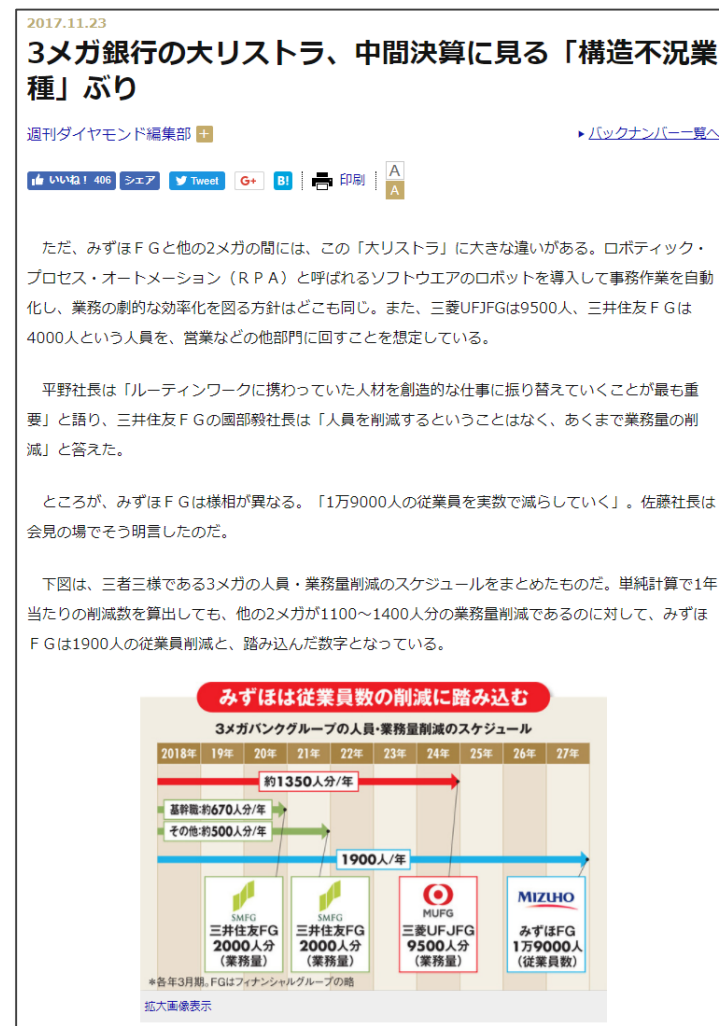 2017.11.23
3メガ銀行の大リストラ、中間決算に見る「構造不況業
種」ぶり
週刊ダイヤモンド編集部 +
▸ バックナンバー一覧へ
いいね! 406 シェア Tweet G+ B! 印刷 A
A
ただ、みずほＦＧと他の2メガの間には、この「大リストラ」に大きな違いがある。ロボティック・
プロセス・オートメーション（ＲＰＡ）と呼ばれるソフトウエアのロボットを導入して事務作業を自動
化し、業務の劇的な効率化を図る方針はどこも同じ。また、三菱UFJFGは9500人、三井住友ＦＧは
4000人という人員を、営業などの他部門に回すことを想定している。
平野社長は「ルーティンワークに携わっていた人材を創造的な仕事に振り替えていくことが最も重
要」と語り、三井住友ＦＧの國部毅社長は「人員を削減するということはなく、あくまで業務量の削
減」と答えた。
ところが、みずほＦＧは様相が異なる。「1万9000人の従業員を実数で減らしていく」。佐藤社長は
会見の場でそう明言したのだ。
下図は、三者三様である3メガの人員・業務量削減のスケジュールをまとめたものだ。単純計算で1年
当たりの削減数を算出しても、他の2メガが1100～1400人分の業務量削減であるのに対して、みずほ
ＦＧは1900人の従業員削減と、踏み込んだ数字となっている。
みずほは従業員数の削減に踏み込む
3メガバンクグループの人員・業務量削減のスケジュール
2018年 19年 20年 21年 22年 23年 24年 25年 26年 27年
約1350人分/年
基幹職:約670人分/年
その他:約500人分/年
1900人/年
SMFG
三井住友FG
2000人分
(業務量)
SMFG
三井住友FG
2000人分
(業務量)
MUFG
三菱UFJFG
9500人分
(業務量)
MIZUHO
みずほFG
1万9000人
(従業員数)
*各年3月期。FGはフィナンシャルグループの略
拡大画像表示